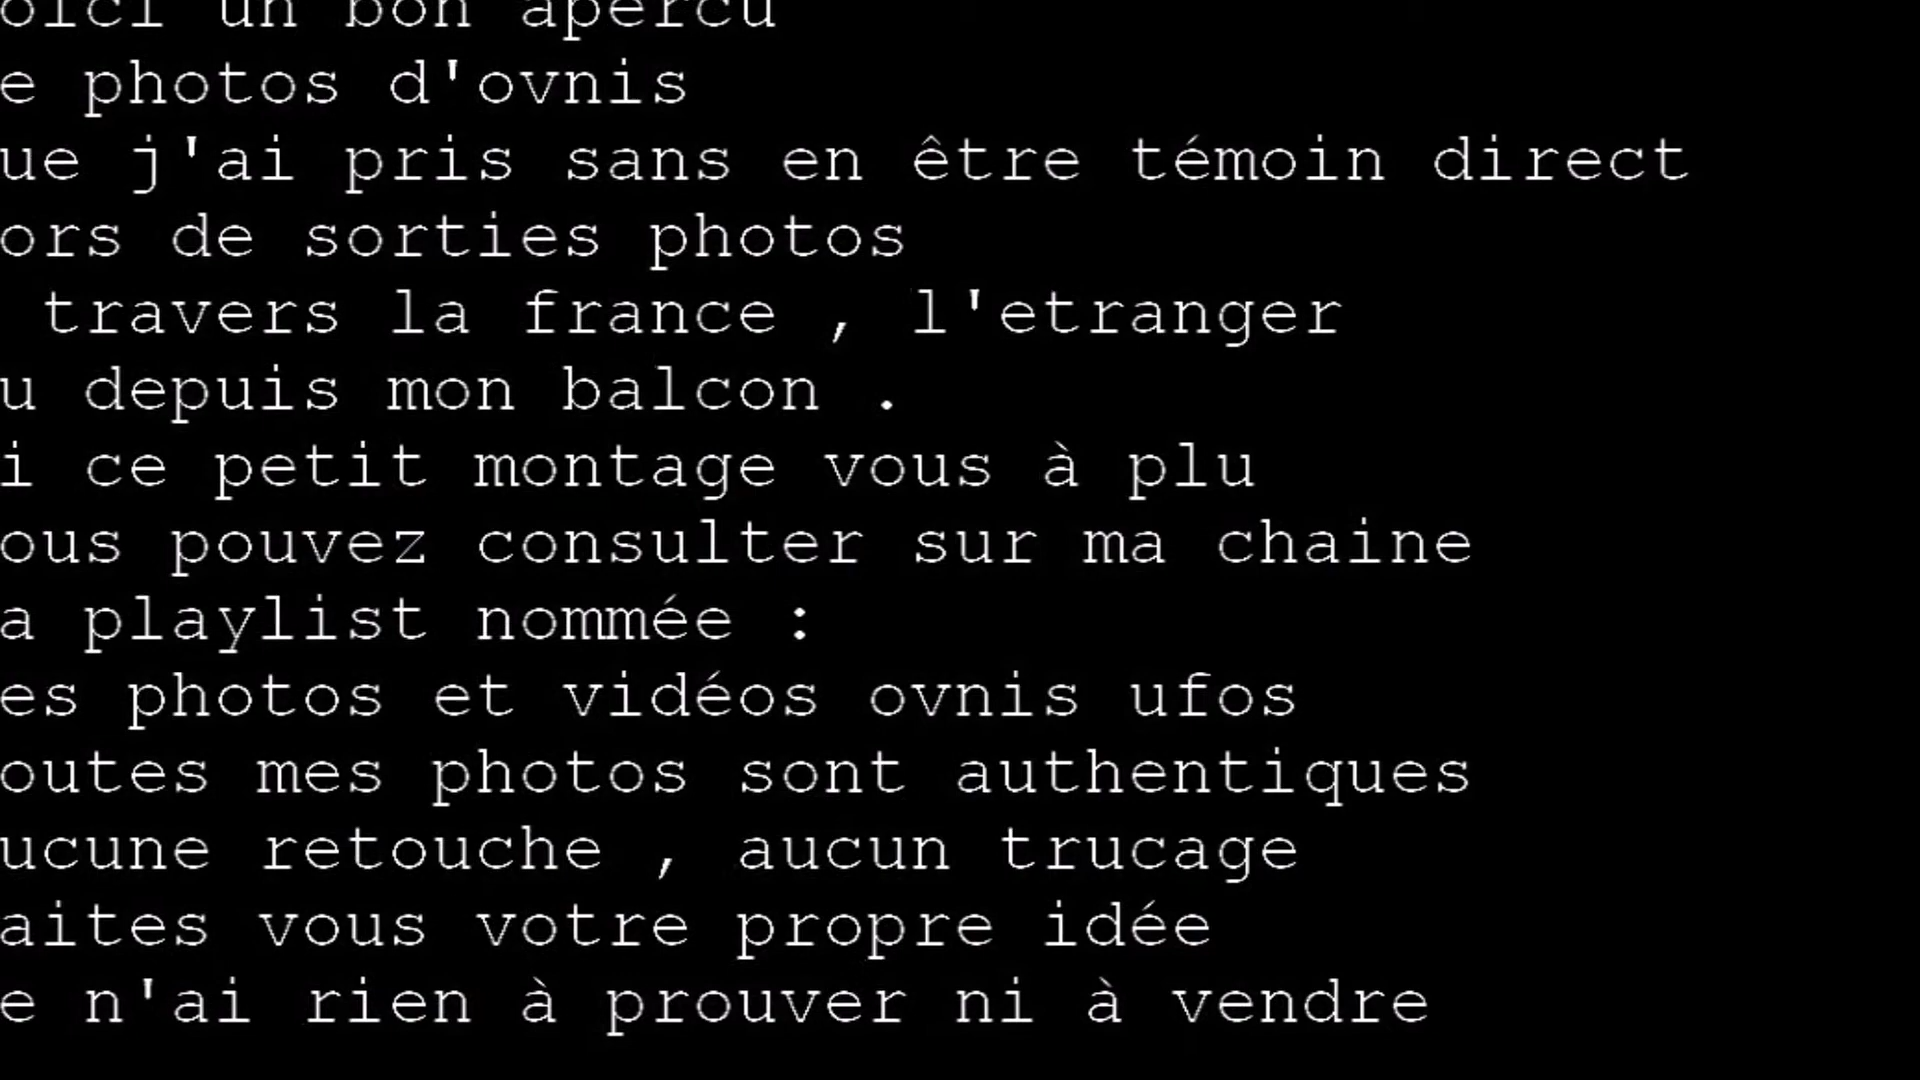 oici un bon apercu
e photos d'ovnis
ue j'ai pris sans en être témoin direct
ors de sorties photos
travers la france , l'etranger
u depuis mon balcon .
i ce petit montage vous à plu
ous pouvez consulter sur ma chaine
a playlist nommée :
es photos et vidéos ovnis ufos
outes mes photos sont authentiques
ucune retouche , aucun trucage
aites vous votre propre idée
e n'ai rien à prouver ni à vendre